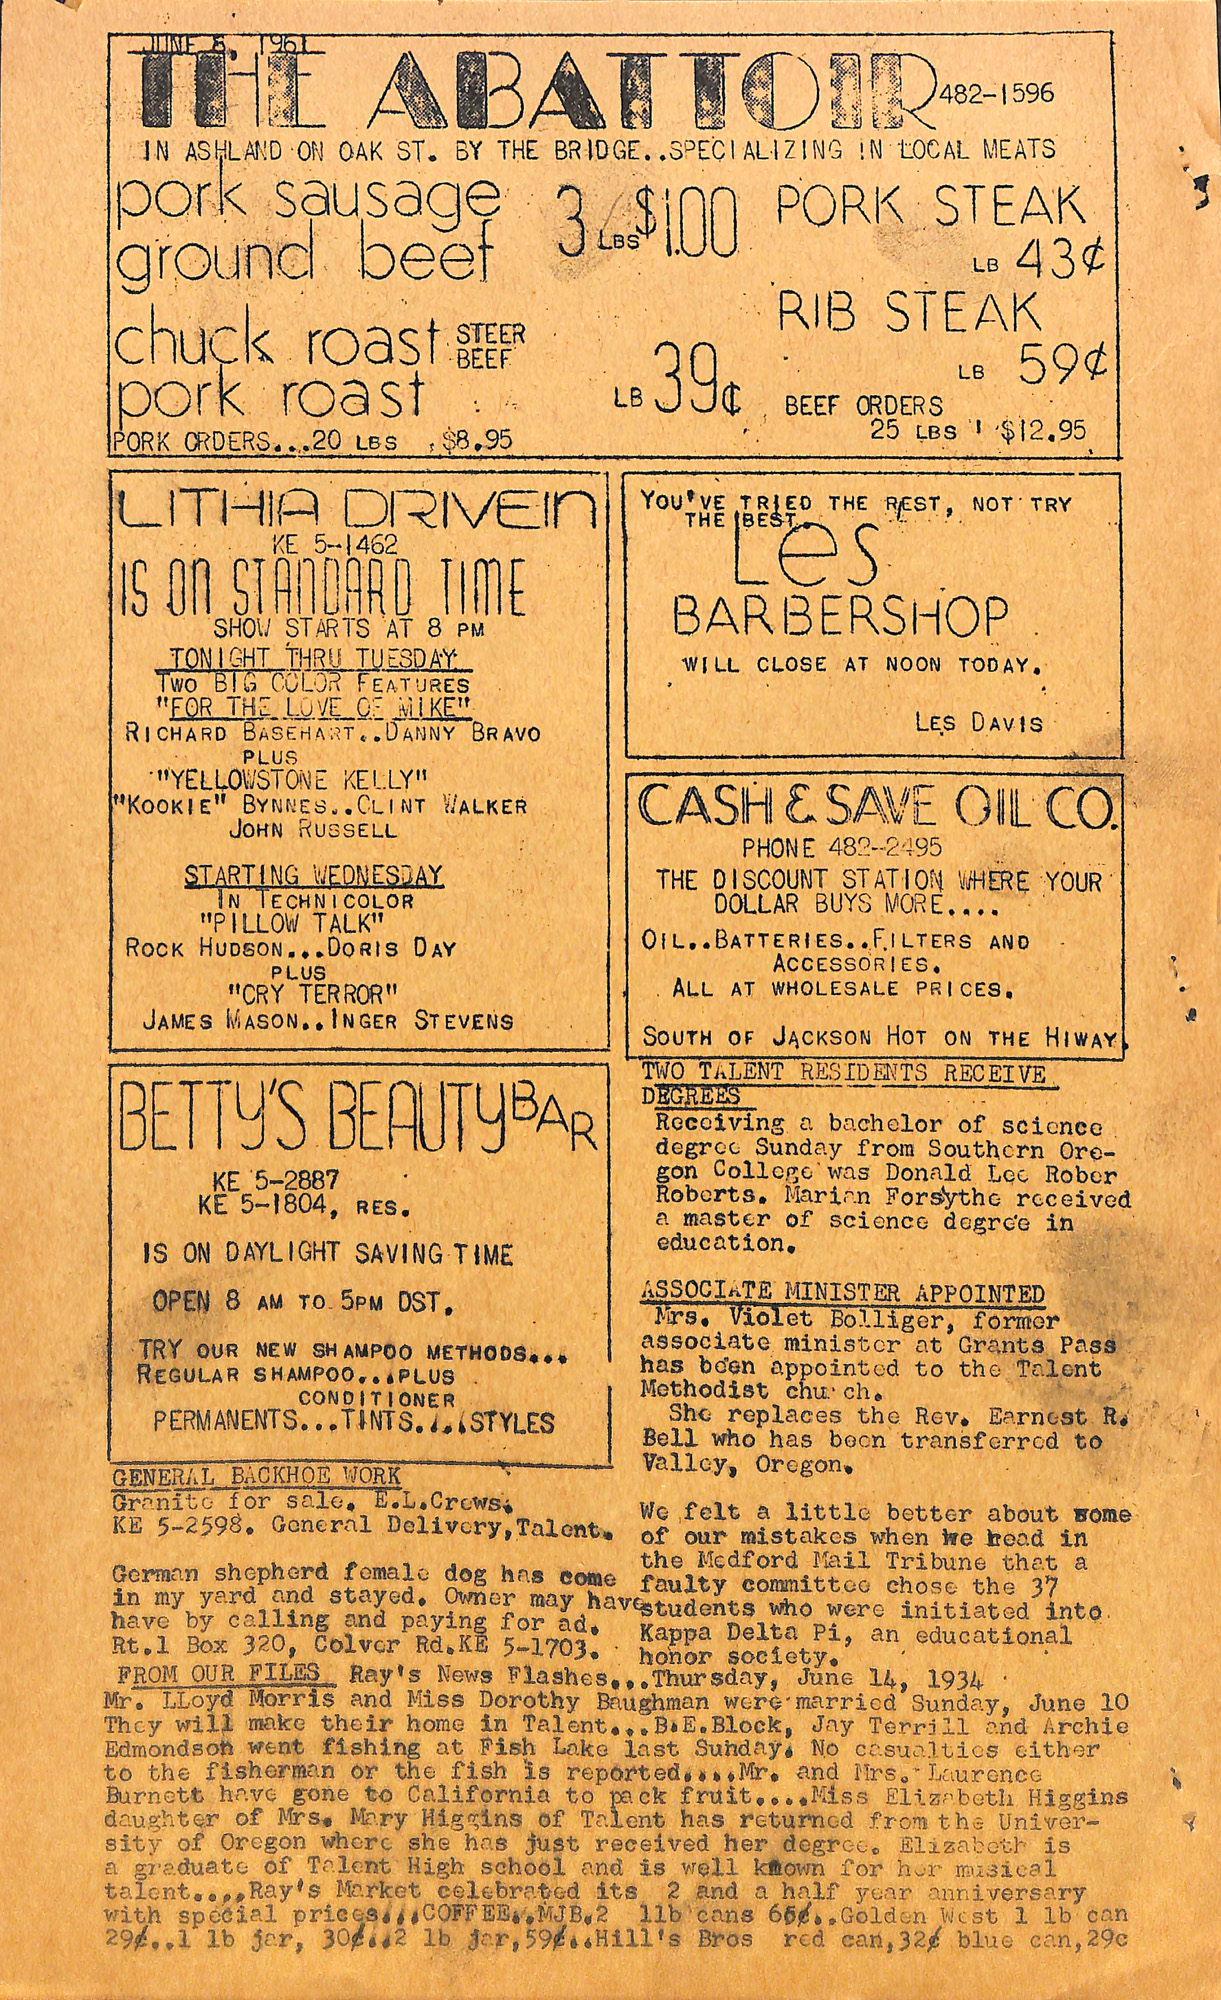 JUNE 8, 1961
THE ABATTOIR 482-1596
IN ASHLAND ON OAK ST. BY THE BRIDGE..SPECIALIZING IN LOCAL MEATS
pork sausage
ground beef
3 LBS $1.00
chuck roast STEER BEEF
pork roast
LB 39¢
PORK ORDERS...20 LBS $8.95
PORK STEAK
LB 43¢
RIB STEAK
LB 59¢
BEEF ORDERS
25 LBS $12.95
LITHIA DRIVEIn
KE 5-1462
IS On STANDARD TIME
SHOW STARTS AT 8 PM
TONIGHT THRU TUESDAY
TWO BIG COLOR FEATURES
"FOR THE LOVE OF MIKE"
RICHARD BASEHART..DANNY BRAVO
PLUS
"YELLOWSTONE KELLY"
"KOOKIE" BYNNES..CLINT WALKER
JOHN RUSSELL
STARTING WEDNESDAY
IN TECHNICOLOR
"PILLOW TALK"
ROCK HUDSON...DORIS DAY
PLUS
"CRY TERROR"
JAMES MASON..INGER STEVENS
BETTY'S BEAUTY BAR
KE 5-2887
KE 5-1804, RES.
IS ON DAYLIGHT SAVING TIME
OPEN 8 AM TO 5PM DST.
TRY OUR NEW SHAMPOO METHODS...
REGULAR SHAMPOO...PLUS
CONDITIONER
PERMANENTS...TINTS....STYLES
GENERAL BACKHOE WORK
Granite for sale. E.L.Crews.
KE 5-2598. General Delivery,Talent.
German shepherd female dog has come
in my yard and stayed. Owner may have
have by calling and paying for ad.
Rt.1 Box 320, Colver Rd.KE 5-1703.
YOU'VE TRIED THE REST, NOT TRY
THE BEST.
Les
BARBERSHOP
WILL CLOSE AT NOON TODAY.
LES DAVIS
CASH & SAVE OIL CO.
PHONE 482-2495
THE DISCOUNT STATION WHERE YOUR
DOLLAR BUYS MORE....
OIL..BATTERIES..FILTERS AND
ACCESSORIES.
ALL AT WHOLESALE PRICES.
SOUTH OF JACKSON HOT ON THE HIWAY.
TWO TALENT RESIDENTS RECEIVE
DEGREES
Receiving a bachelor of science
degree Sunday from Southern Ore-
gon College was Donald Lee Rober
Roberts. Marian Forsythe received
a master of science degree in
education.
ASSOCIATE MINISTER APPOINTED
Mrs. Violet Bolliger, former
associate minister at Grants Pass
has been appointed to the Talent
Methodist church.
She replaces the Rev. Earnest R.
Bell who has been transferred to
Valley, Oregon.
We felt a little better about some
of our mistakes when we read in
the Medford Mail Tribune that a
faulty committee chose the 37
students who were initiated into
Kappa Delta Pi, an educational
honor society.
FROM OUR FILES Ray's News Flashes...Thursday, June 14, 1934
Mr. LLoyd Morris and Miss Dorothy Baughman were married Sunday, June 10
They will make their home in Talent...B.E.Block, Jay Terrill and Archie
Edmondson went fishing at Fish Lake last Sunday. No casualties either
to the fisherman or the fish is reported....Mr. and Mrs. Laurence
Burnett have gone to California to pack fruit....Miss Elizabeth Higgins
daughter of Mrs. Mary Higgins of Talent has returned from the Univer-
sity of Oregon where she has just received her degree. Elizabeth is
a graduate of Talent High school and is well known for her musical
talent....Ray's Market celebrated its 2 and a half year anniversary
with special prices...COFFEE..MJB.2 1lb cans 65¢..Golden West 1 lb can
29¢..1 lb jar, 30¢..2 lb jar,59¢..Hill's Bros red can,32¢ blue can,29c